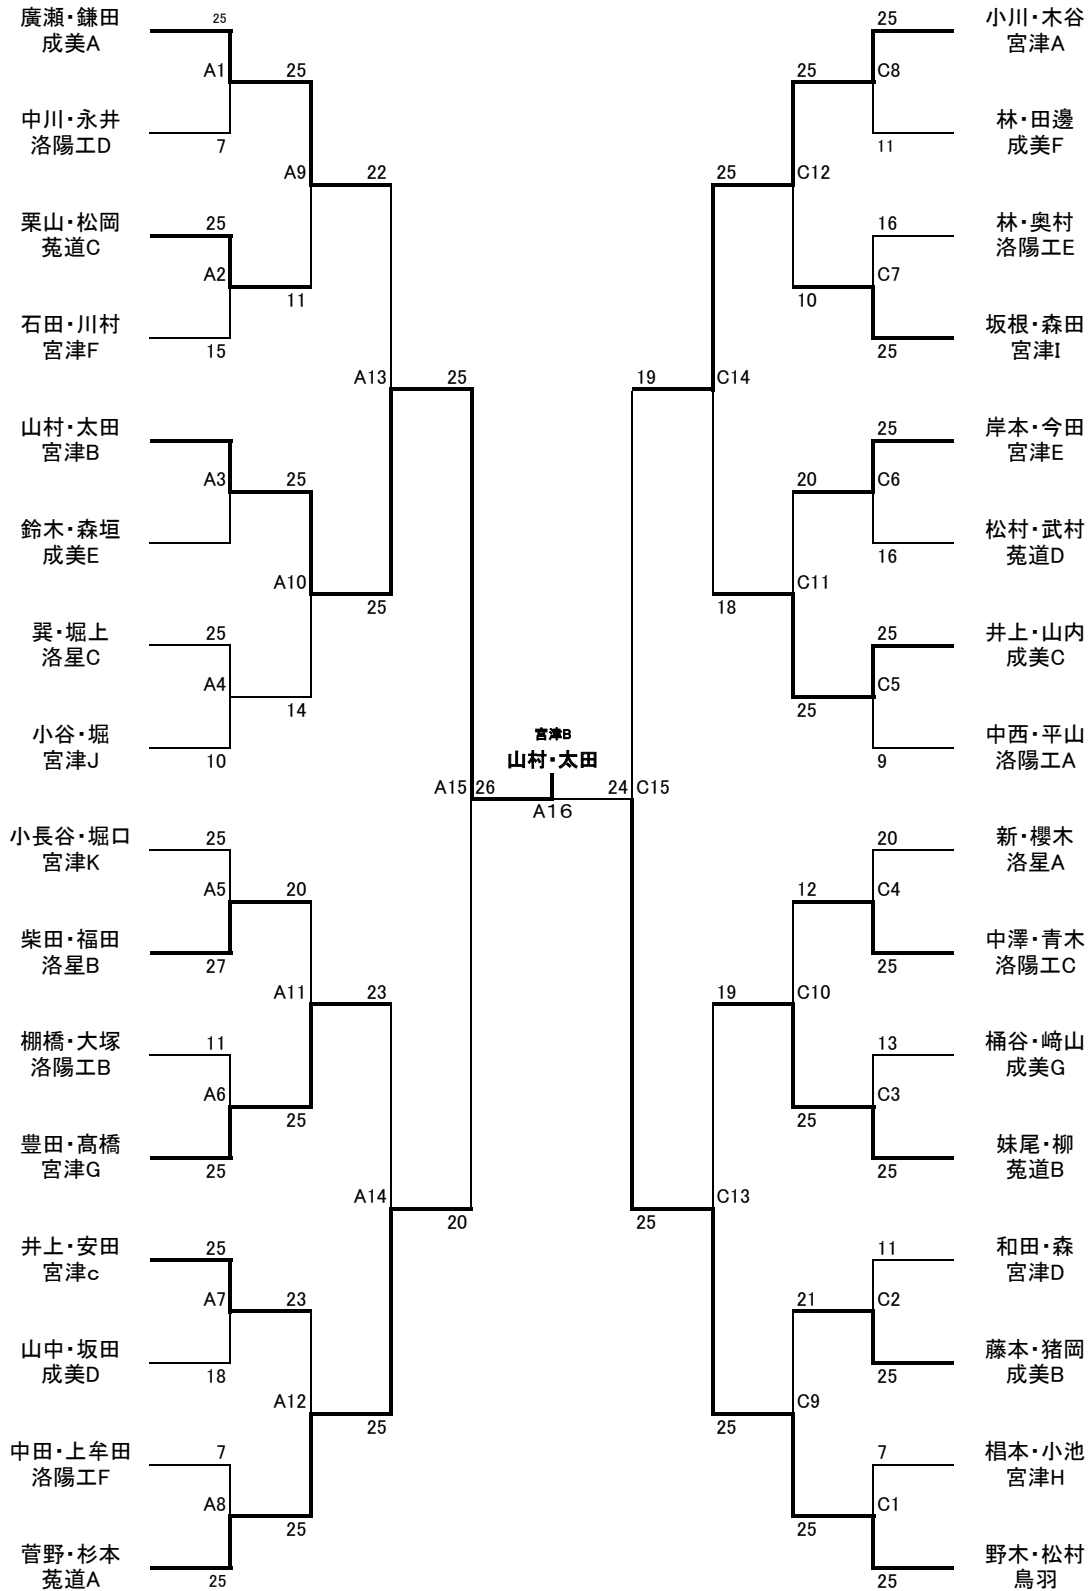 廣瀬・鎌田
成美A
25
A1
25
中川・永井
洛陽工D
7
A9
22
栗山・松岡
莵道C
25
A2
11
石田・川村
宮津F
15
A13
25
山村・太田
宮津B
A3
25
鈴木・森垣
成美E
A10
25
巽・堀上
洛星C
25
A4
14
小谷・堀
宮津J
10
A15
26
宮津B
山村・太田
A16
24
C15
小長谷・堀口
宮津K
25
A5
20
柴田・福田
洛星B
27
A11
23
棚橋・大塚
洛陽工B
11
A6
25
豊田・髙橋
宮津G
25
A14
20
井上・安田
宮津c
25
A7
23
山中・坂田
成美D
18
A12
25
中田・上牟田
洛陽工F
7
A8
25
菅野・杉本
莵道A
25
25
小川・木谷
宮津A
25
C8
林・田邊
成美F
11
25
C12
16
林・奥村
洛陽工E
C7
10
坂根・森田
宮津I
25
19
C14
25
岸本・今田
宮津E
20
C6
松村・武村
莵道D
16
C11
18
25
井上・山内
成美C
C5
25
中西・平山
洛陽工A
9
20
新・櫻木
洛星A
12
C4
中澤・青木
洛陽工C
25
19
C10
13
桶谷・﨑山
成美G
C3
25
妹尾・柳
莵道B
25
C13
25
11
和田・森
宮津D
21
C2
藤本・猪岡
成美B
25
C9
25
7
椙本・小池
宮津H
C1
25
野木・松村
鳥羽
25